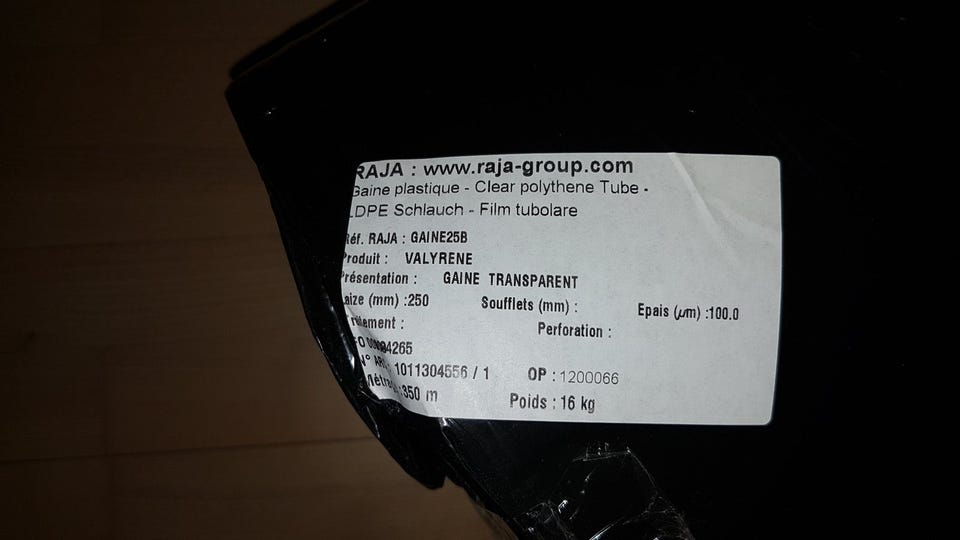 RAJA : www.raja-group.com
Gaine plastique - Clear polythene Tube -
LDPE Schlauch - Film tubolare
Réf. RAJA : GAINE25B
Produit : VALYRENE
Présentation : GAINE TRANSPARENT
Laize (mm) :250 Soufflets (mm) : Epais (µm) :100.0
Perforation :
1011304556 / 1 OP : 1200066
:350 m Poids : 16 kg